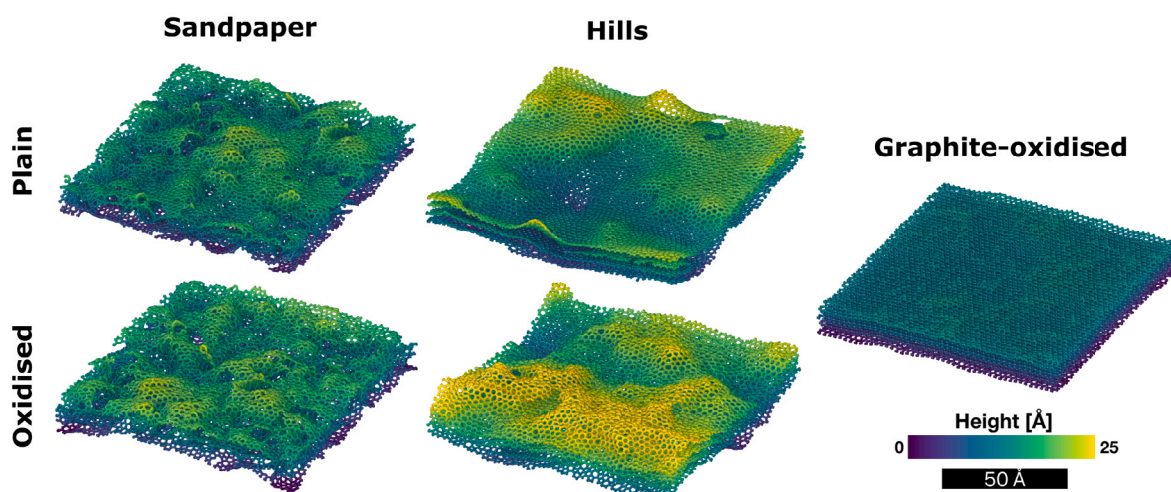 Sandpaper
Hills
Plain
Graphite-oxidised
Oxidised
Height [Å]
0
25
50 Å